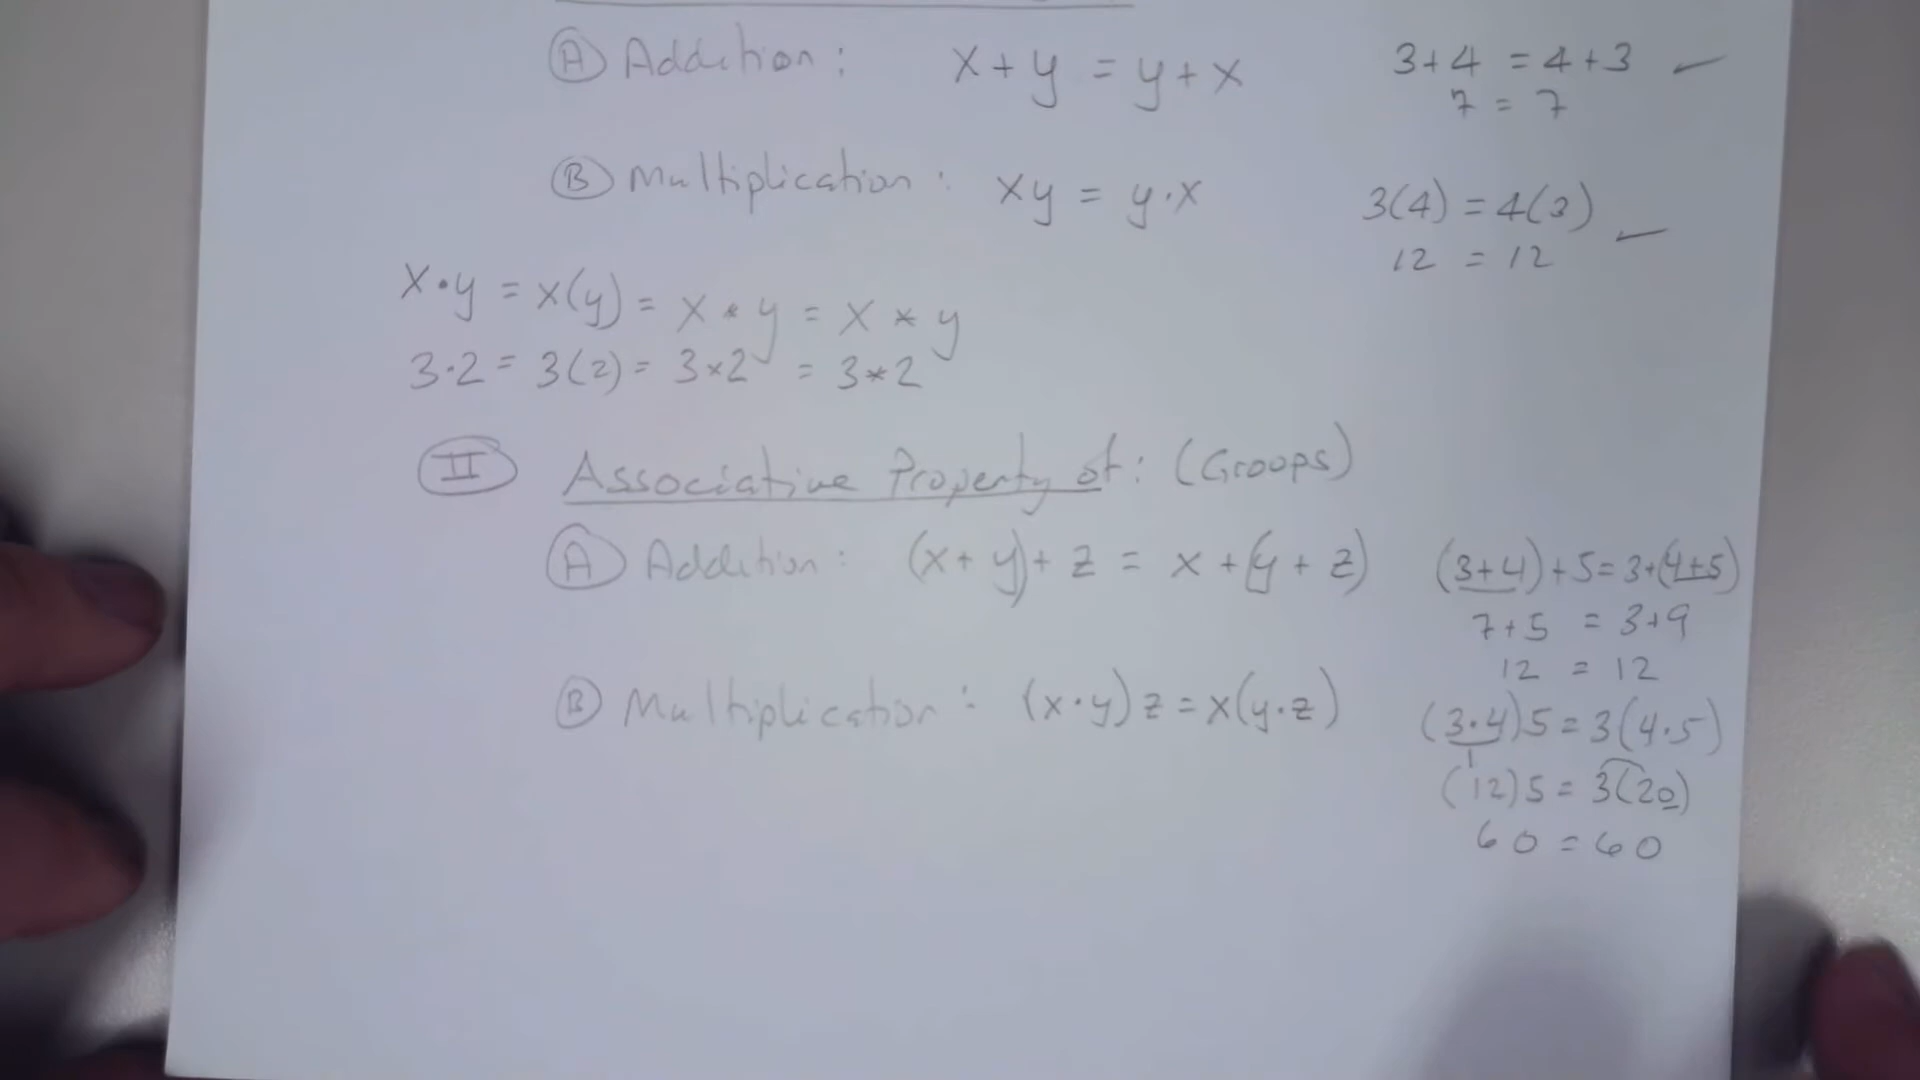 Ⓐ Addition: x + y = y + x 3+4 = 4+3 ✓
7 = 7
Ⓑ Multiplication: xy = y·x 3(4) = 4(3) ✓
12 = 12
x·y = x(y) = x × y = x * y
3·2 = 3(2) = 3×2 = 3*2
II Associative Property of: (Groups)
Ⓐ Addition: (x + y) + z = x + (y + z) (3+4)+5 = 3+(4+5)
7+5 = 3+9
12 = 12
Ⓑ Multiplication: (x·y) z = x(y·z) (3·4)5 = 3(4·5)
(12)5 = 3(20)
60 = 60